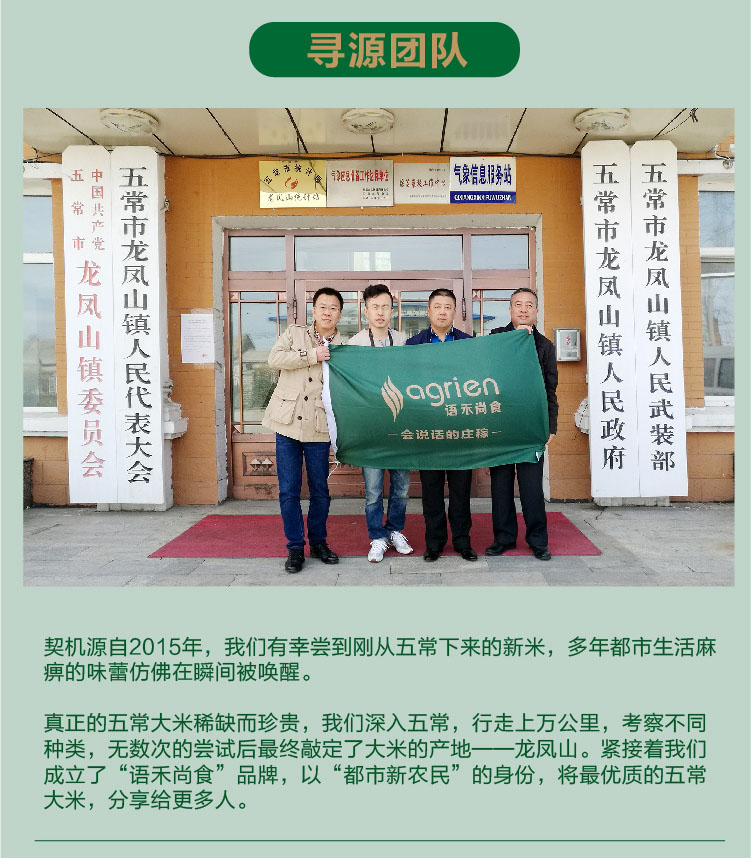 寻源团队
中国共产党
五常市
龙凤山镇委员会
五常市龙凤山镇人民代表大会
气象信息服务站
QIXIANGXINXI FUWUZHAN
五常市龙凤山镇人民政府
五常市龙凤山镇人民武装部
agrien
语禾尚食
—会说话的庄稼—
契机源自2015年，我们有幸尝到刚从五常下来的新米，多年都市生活麻
痹的味蕾仿佛在瞬间被唤醒。
真正的五常大米稀缺而珍贵，我们深入五常，行走上万公里，考察不同
种类，无数次的尝试后最终敲定了大米的产地——龙凤山。紧接着我们
成立了“语禾尚食”品牌，以“都市新农民”的身份，将最优质的五常
大米，分享给更多人。